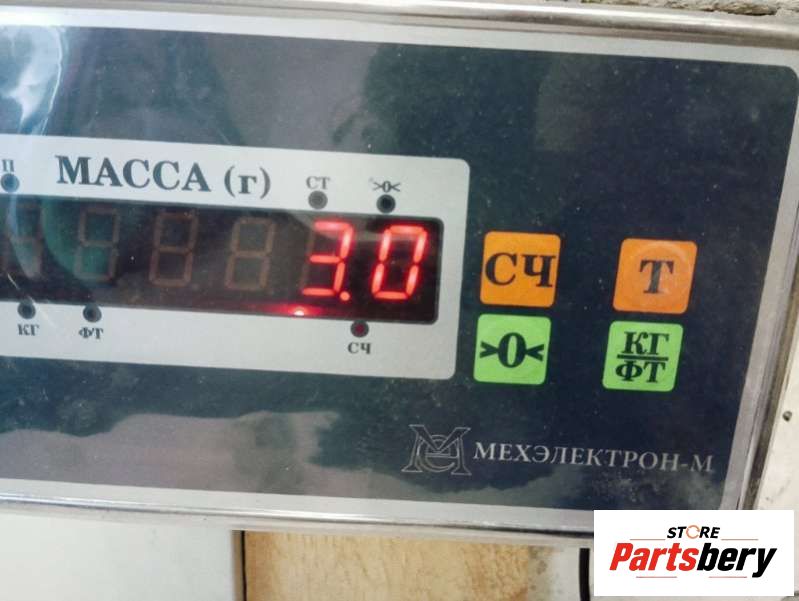 П
МАССА (г)
СТ
>0<
3.0
КГ
ФТ
СЧ
СЧ
Т
>0<
КГ
ФТ
МЕХЭЛЕКТРОН-М
STORE
Partsbery